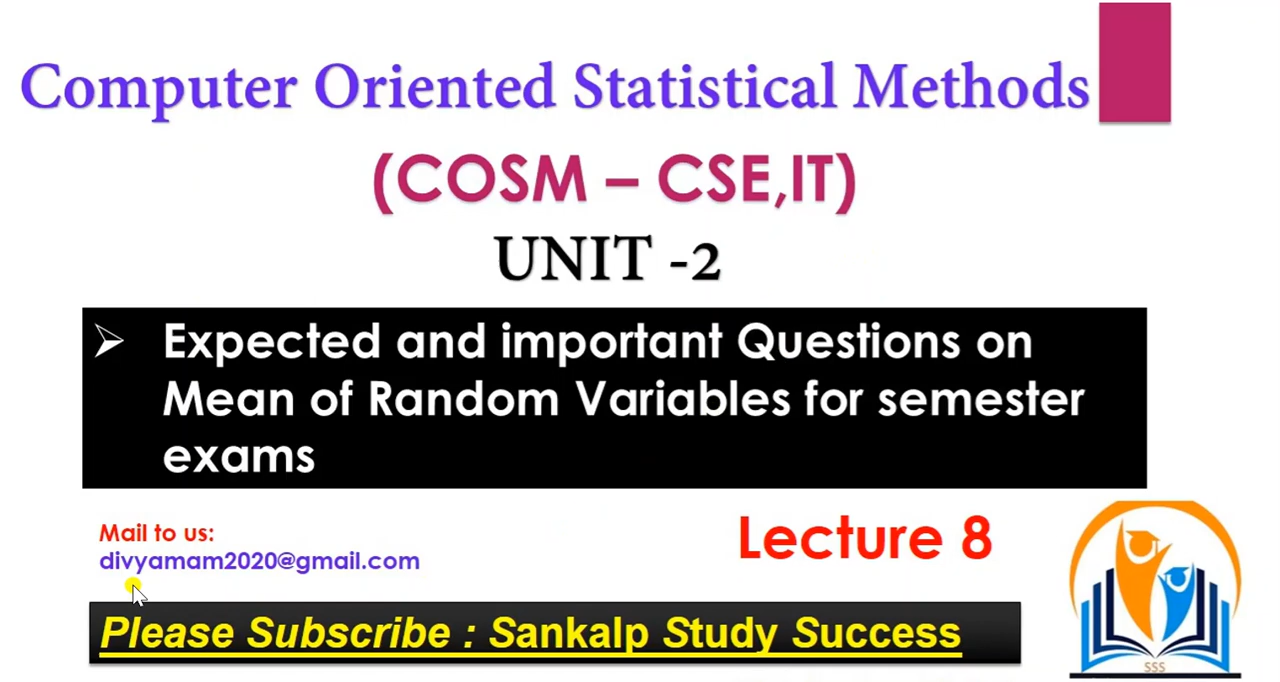 Computer Oriented Statistical Methods
(COSM – CSE,IT)
UNIT -2
➢ Expected and important Questions on
Mean of Random Variables for semester
exams
Mail to us:
divyamam2020@gmail.com
Lecture 8
Please Subscribe : Sankalp Study Success
SSS